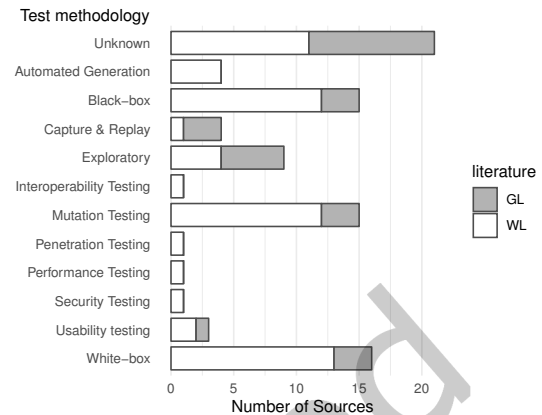 Test methodology
Unknown
Automated Generation
Black−box
Capture & Replay
Exploratory
Interoperability Testing
Mutation Testing
Penetration Testing
Performance Testing
Security Testing
Usability testing
White−box
0 5 10 15 20
Number of Sources
literature
GL
WL